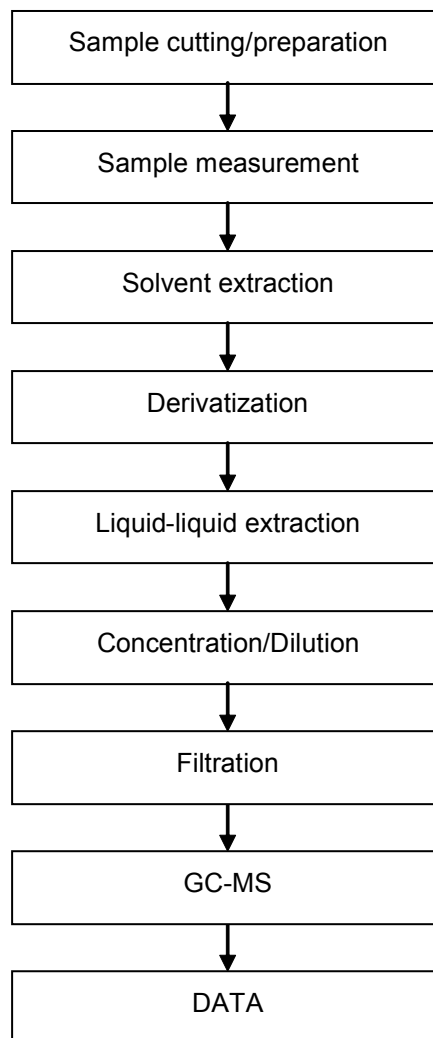 Sample cutting/preparation
Sample measurement
Solvent extraction
Derivatization
Liquid-liquid extraction
Concentration/Dilution
Filtration
GC-MS
DATA